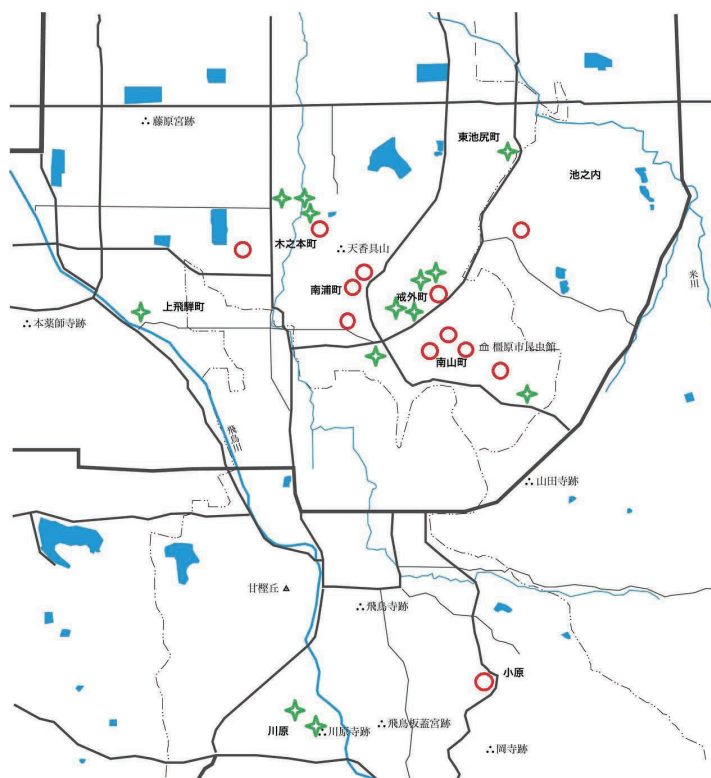 ∴藤原宮跡
東池尻町
池之内
木之本町
∴天香具山
米川
南浦町
戒外町
上飛騨町
∴本薬師寺跡
橿原市昆虫館
南山町
飛鳥川
∴山田寺跡
甘樫丘
∴飛鳥寺跡
小原
川原
∴川原寺跡
∴飛鳥板蓋宮跡
∴岡寺跡